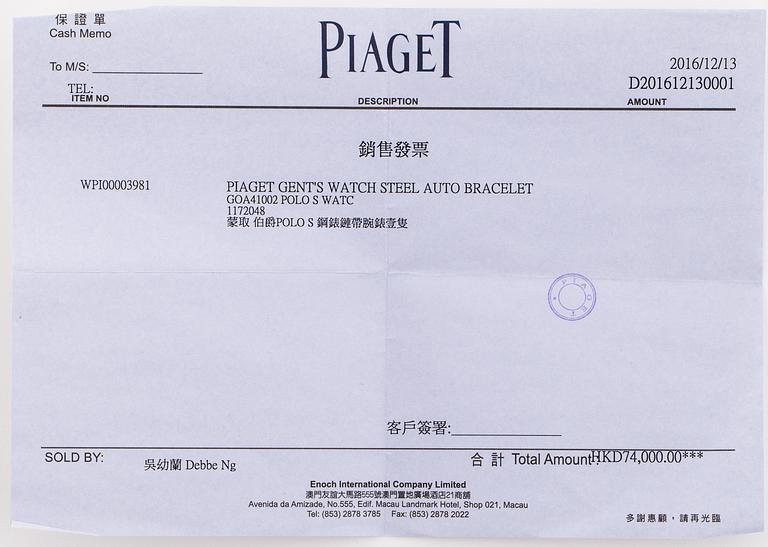 保證單
Cash Memo
PIAGET
To M/S:
2016/12/13
TEL:
D201612130001
ITEM NO DESCRIPTION AMOUNT
銷售發票
WPI00003981 PIAGET GENT'S WATCH STEEL AUTO BRACELET
GOA41002 POLO S WATC
1172048
蒙取 伯爵POLO S 鋼錶鏈帶腕錶壹隻
PIAGET
客戶簽署:
SOLD BY: 吳幼蘭 Debbe Ng 合計 Total Amount: HKD74,000.00***
Enoch International Company Limited
澳門友誼大馬路555號澳門置地廣場酒店21商舖
Avenida da Amizade, No.555, Edif. Macau Landmark Hotel, Shop 021, Macau
Tel: (853) 2878 3785 Fax: (853) 2878 2022
多謝惠顧，請再光臨